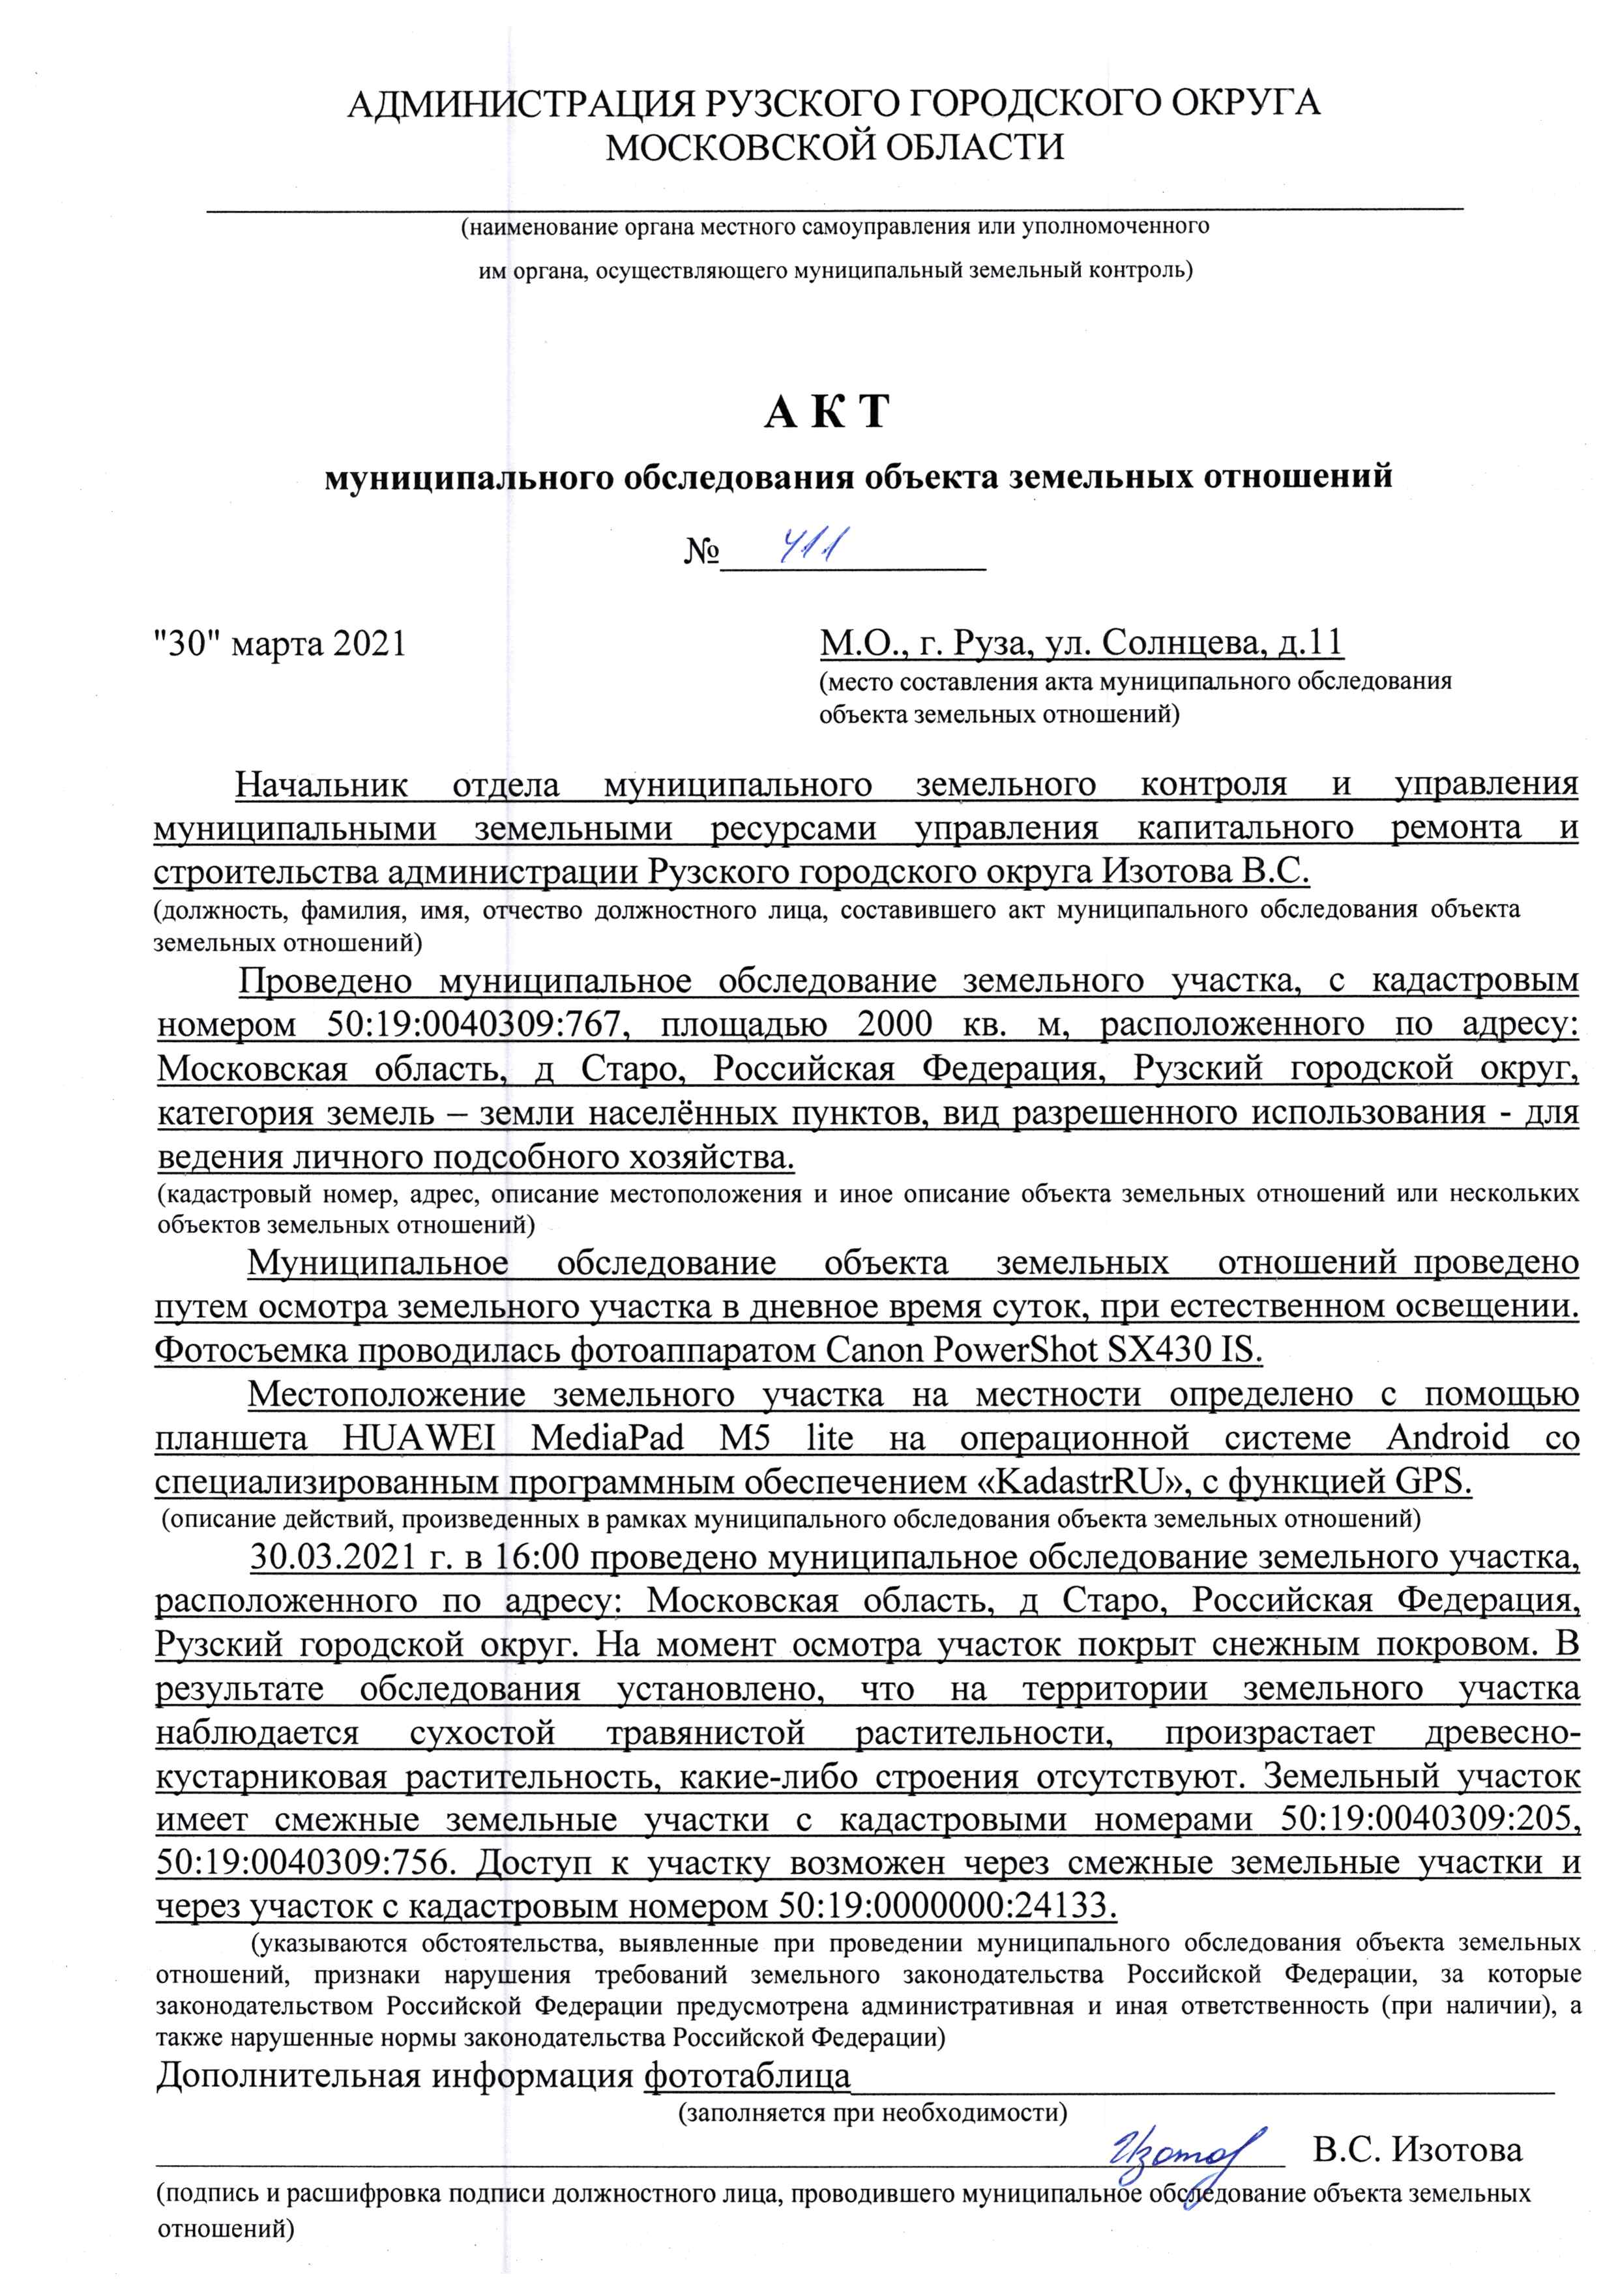 АДМИНИСТРАЦИЯ РУЗСКОГО ГОРОДСКОГО ОКРУГА
МОСКОВСКОЙ ОБЛАСТИ
(наименование органа местного самоуправления или уполномоченного
им органа, осуществляющего муниципальный земельный контроль)
А К Т
муниципального обследования объекта земельных отношений
№ 411
"30" марта 2021
М.О., г. Руза, ул. Солнцева, д.11
(место составления акта муниципального обследования
объекта земельных отношений)
Начальник отдела муниципального земельного контроля и управления
муниципальными земельными ресурсами управления капитального ремонта и
строительства администрации Рузского городского округа Изотова В.С.
(должность, фамилия, имя, отчество должностного лица, составившего акт муниципального обследования объекта
земельных отношений)
Проведено муниципальное обследование земельного участка, с кадастровым
номером 50:19:0040309:767, площадью 2000 кв. м, расположенного по адресу:
Московская область, д Старо, Российская Федерация, Рузский городской округ,
категория земель – земли населённых пунктов, вид разрешенного использования - для
ведения личного подсобного хозяйства.
(кадастровый номер, адрес, описание местоположения и иное описание объекта земельных отношений или нескольких
объектов земельных отношений)
Муниципальное обследование объекта земельных отношений проведено
путем осмотра земельного участка в дневное время суток, при естественном освещении.
Фотосъемка проводилась фотоаппаратом Canon PowerShot SX430 IS.
Местоположение земельного участка на местности определено с помощью
планшета HUAWEI MediaPad M5 lite на операционной системе Android со
специализированным программным обеспечением «KadastrRU», с функцией GPS.
(описание действий, произведенных в рамках муниципального обследования объекта земельных отношений)
30.03.2021 г. в 16:00 проведено муниципальное обследование земельного участка,
расположенного по адресу: Московская область, д Старо, Российская Федерация,
Рузский городской округ. На момент осмотра участок покрыт снежным покровом. В
результате обследования установлено, что на территории земельного участка
наблюдается сухостой травянистой растительности, произрастает древесно-
кустарниковая растительность, какие-либо строения отсутствуют. Земельный участок
имеет смежные земельные участки с кадастровыми номерами 50:19:0040309:205,
50:19:0040309:756. Доступ к участку возможен через смежные земельные участки и
через участок с кадастровым номером 50:19:0000000:24133.
(указываются обстоятельства, выявленные при проведении муниципального обследования объекта земельных
отношений, признаки нарушения требований земельного законодательства Российской Федерации, за которые
законодательством Российской Федерации предусмотрена административная и иная ответственность (при наличии), а
также нарушенные нормы законодательства Российской Федерации)
Дополнительная информация фототаблица
(заполняется при необходимости)
Изотов В.С. Изотова
(подпись и расшифровка подписи должностного лица, проводившего муниципальное обследование объекта земельных
отношений)